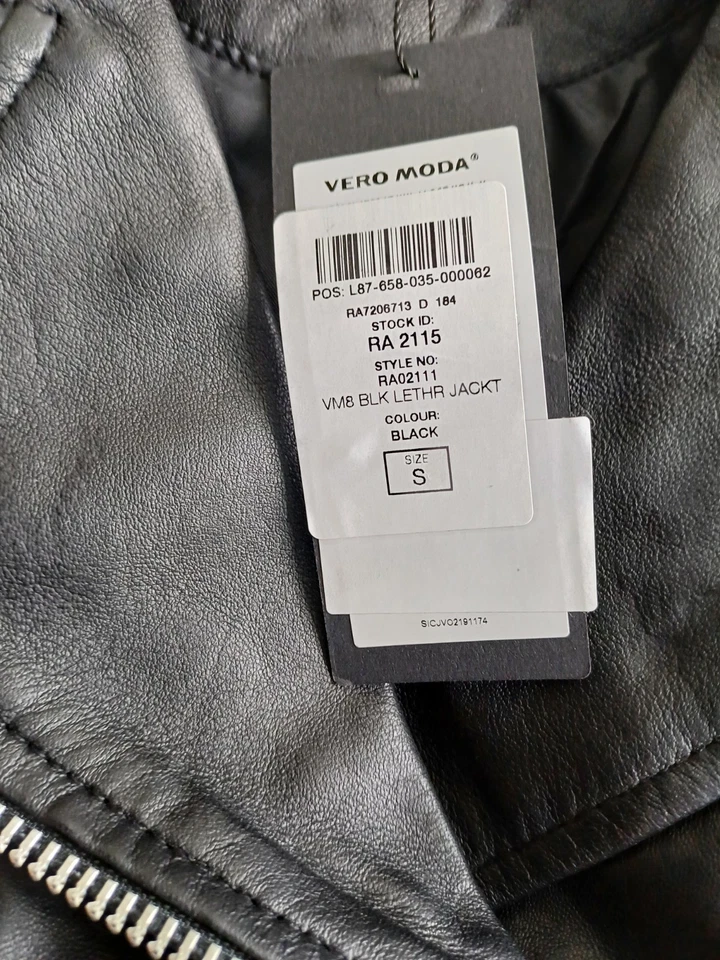 VERO MODA®
POS: L87-658-035-000062
RA7206713 D 184
STOCK ID:
RA 2115
STYLE NO:
RA02111
VM8 BLK LETHR JACKT
COLOUR:
BLACK
SIZE
S
SICJVO2191174